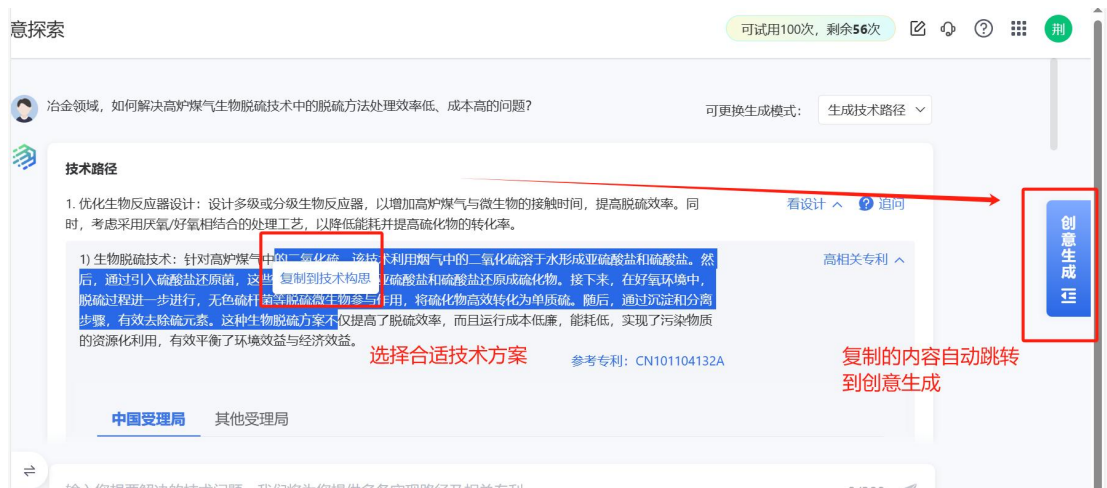 意探索
可试用100次，剩余56次
荆
冶金领域，如何解决高炉煤气生物脱硫技术中的脱硫方法处理效率低、成本高的问题？
可更换生成模式：
生成技术路径
技术路径
1. 优化生物反应器设计：设计多级或分级生物反应器，以增加高炉煤气与微生物的接触时间，提高脱硫效率。同
时，考虑采用厌氧/好氧相结合的处理工艺，以降低能耗并提高硫化物的转化率。
看设计
追问
1) 生物脱硫技术：针对高炉煤气中的二氧化硫，该技术利用烟气中的二氧化硫溶于水形成亚硫酸盐和硫酸盐。然
后，通过引入硫酸盐还原菌，这些
复制到技术构思
亚硫酸盐和硫酸盐还原成硫化物。接下来，在好氧环境中，
脱硫过程进一步进行，无色硫杆菌等脱硫微生物参与作用，将硫化物高效转化为单质硫。随后，通过沉淀和分离
步骤，有效去除硫元素。这种生物脱硫方案不仅提高了脱硫效率，而且运行成本低廉，能耗低，实现了污染物质
的资源化利用，有效平衡了环境效益与经济效益。
高相关专利
选择合适技术方案
参考专利：CN101104132A
创意生成
复制的内容自动跳转
到创意生成
中国受理局
其他受理局